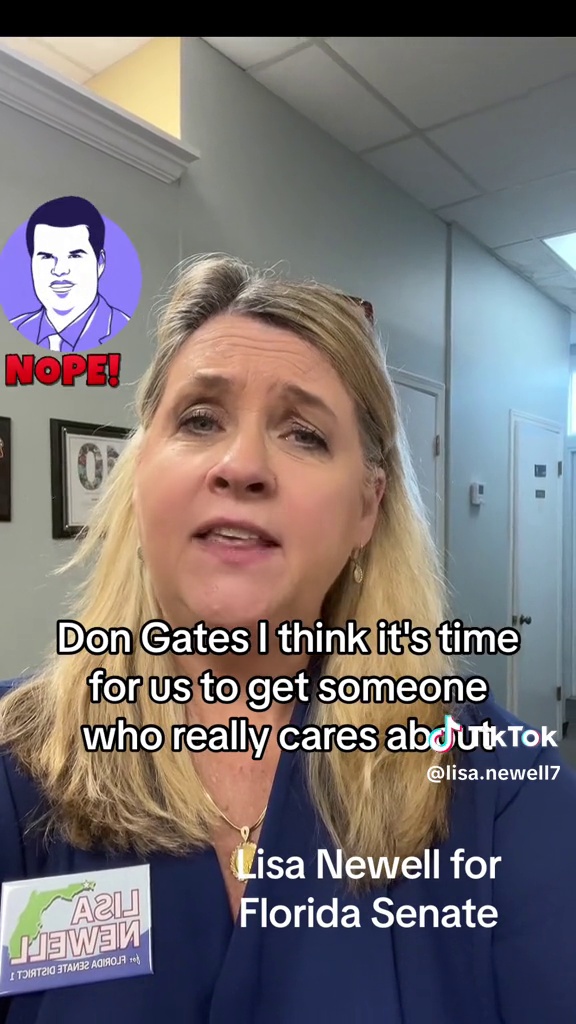 NOPE!
Don Gates I think it's time
for us to get someone
who really cares about
TikTok
@lisa.newell7
Lisa Newell for
Florida Senate
LISA
NEWELL
for FLORIDA SENATE DISTRICT 1